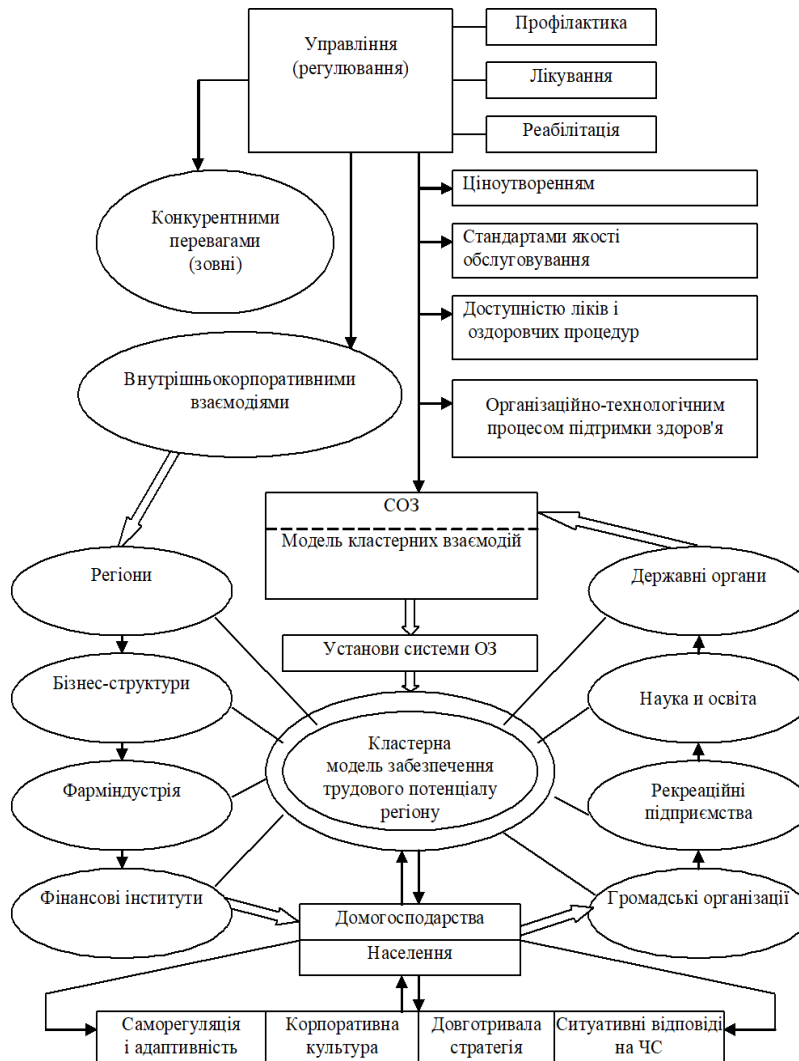 Управління
(регулювання)
Профілактика
Лікування
Реабілітація
Ціноутворенням
Стандартами якості
обслуговування
Доступністю ліків і
оздоровчих процедур
Організаційно-технологічним
процесом підтримки здоров'я
Конкурентними
перевагами
(зовні)
Внутрішньокорпоративними
взаємодіями
СОЗ
Модель кластерних взаємодій
Установи системи ОЗ
Регіони
Бізнес-структури
Фарміндустрія
Фінансові інститути
Кластерна
модель забезпечення
трудового потенціалу
регіону
Державні органи
Наука и освіта
Рекреаційні
підприємства
Громадські організації
Домогосподарства
Населення
Саморегуляція
і адаптивність
Корпоративна
культура
Довготривала
стратегія
Ситуативні відповіді
на ЧС